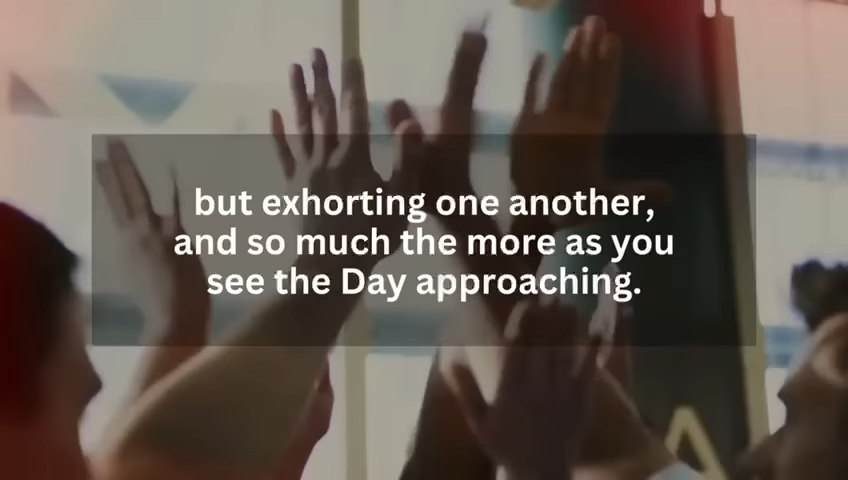 but exhorting one another,
and so much the more as you
see the Day approaching.